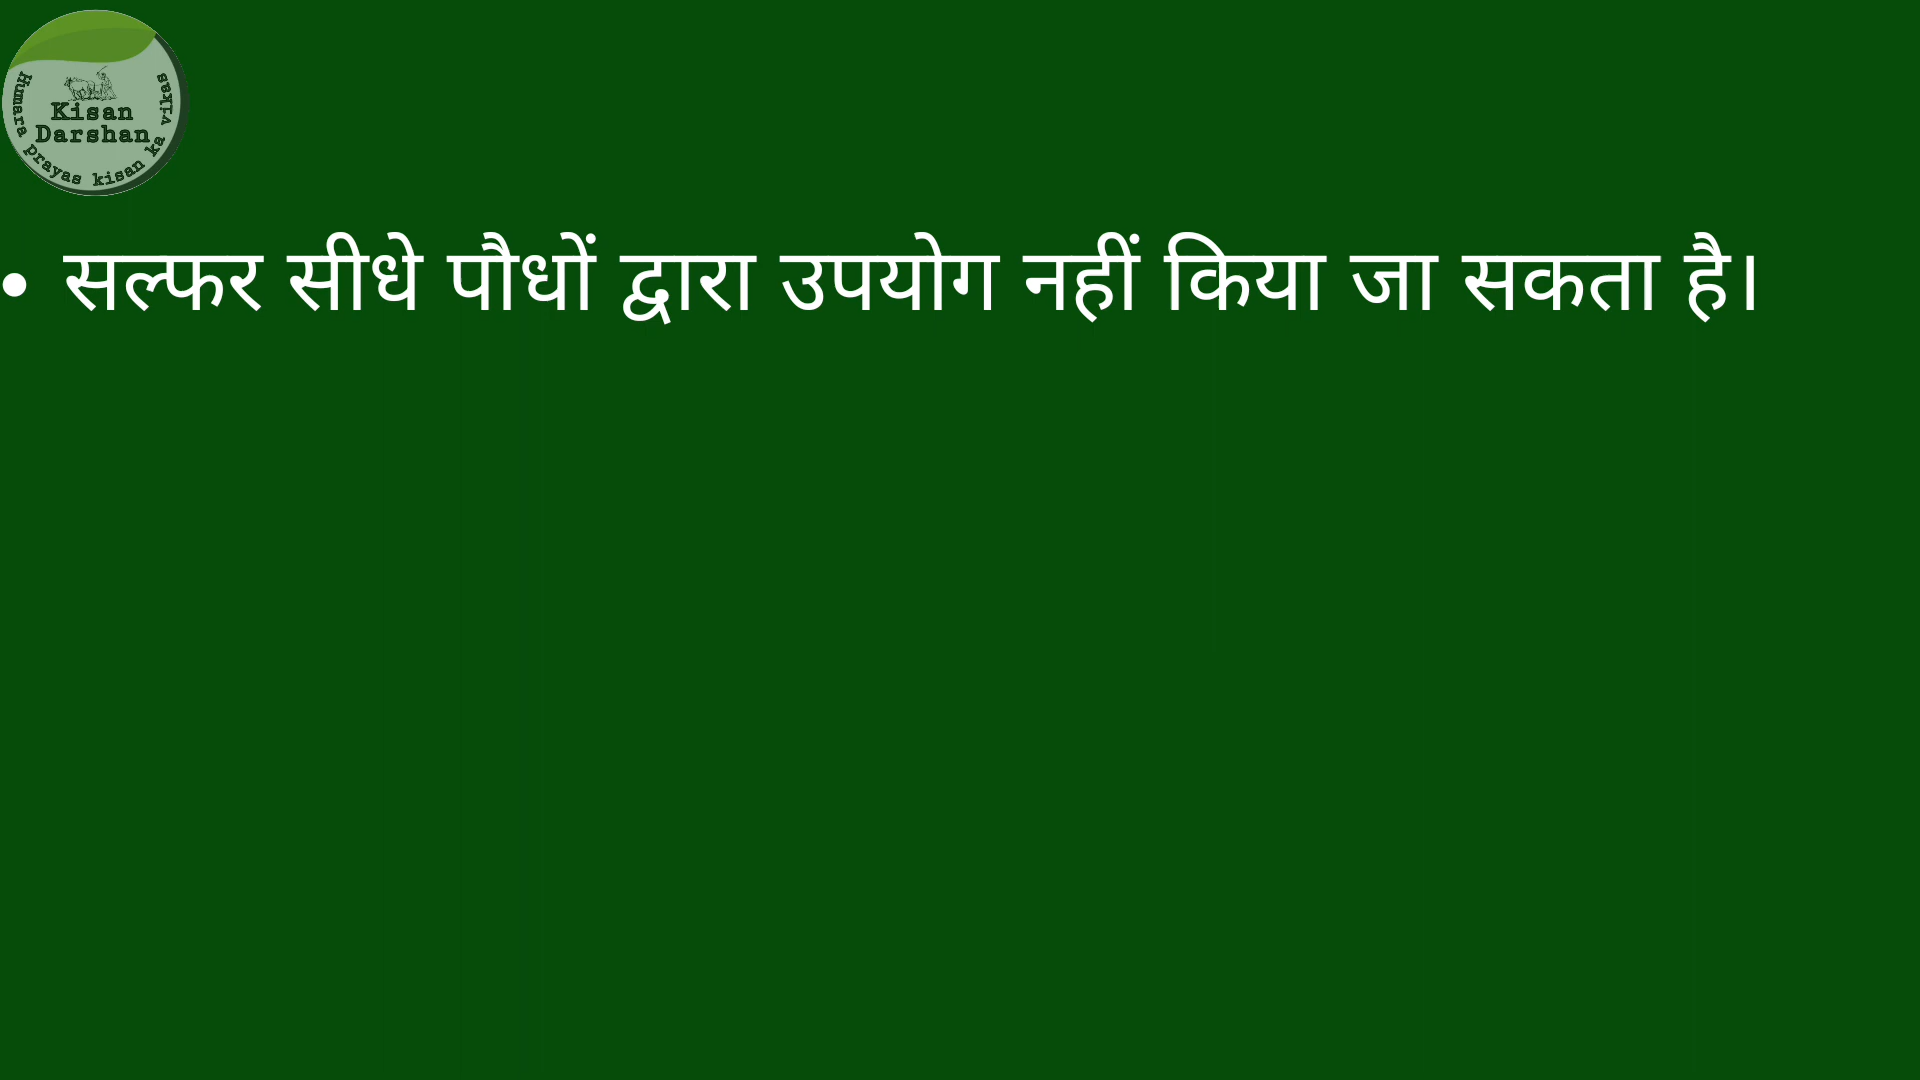 Kisan
Darshan
Humara prayas kisan ka vikas
• सल्फर सीधे पौधों द्वारा उपयोग नहीं किया जा सकता है।